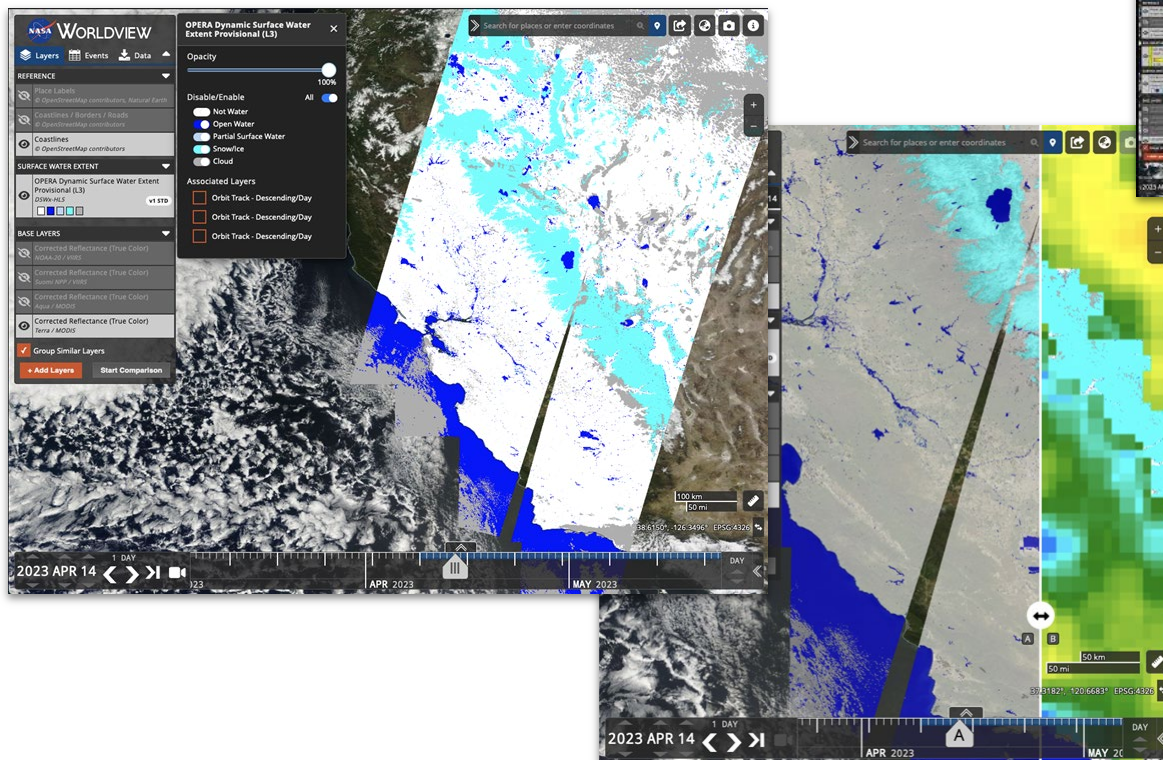 NASA WORLDVIEW
Layers Events Data
REFERENCE
Place Labels
© OpenStreetMap contributors, Natural Earth
Coastlines / Borders / Roads
© OpenStreetMap contributors
Coastlines
© OpenStreetMap contributors
SURFACE WATER EXTENT
OPERA Dynamic Surface Water Extent
Provisional (L3)
DSWx-HLS
v1 STD
BASE LAYERS
Corrected Reflectance (True Color)
NOAA-20 / VIIRS
Corrected Reflectance (True Color)
Suomi NPP / VIIRS
Corrected Reflectance (True Color)
Aqua / MODIS
Corrected Reflectance (True Color)
Terra / MODIS
Group Similar Layers
+ Add Layers Start Comparison
OPERA Dynamic Surface Water
Extent Provisional (L3)
Opacity
100%
Disable/Enable All
Not Water
Open Water
Partial Surface Water
Snow/Ice
Cloud
Associated Layers
Orbit Track - Descending/Day
Orbit Track - Descending/Day
Orbit Track - Descending/Day
Search for places or enter coordinates
+
−
100 km
50 mi
38.6150°, -126.3496° EPSG:4326
2023 APR 14
1 DAY
APR 2023
MAY 2023
DAY
Search for places or enter coordinates
14
+
−
A B
50 km
50 mi
120.6683° EPSG:4326
2023 APR 14
1 DAY
A
APR 2023
DAY